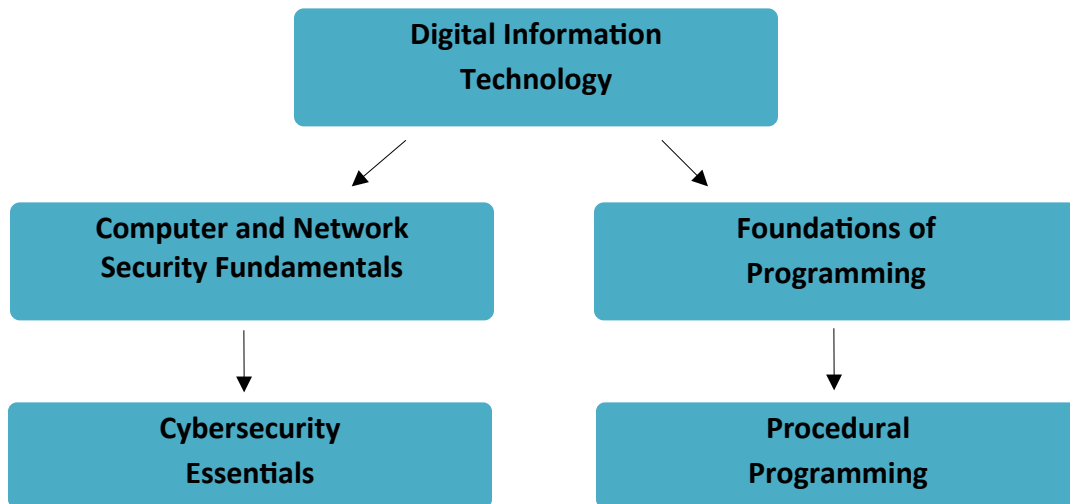 Digital Information
Technology
Computer and Network
Security Fundamentals
Foundations of
Programming
Cybersecurity
Essentials
Procedural
Programming